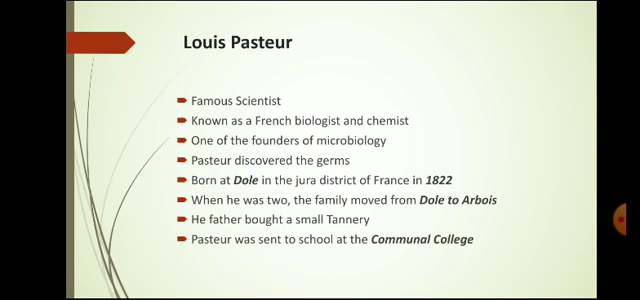 Louis Pasteur
Famous Scientist
Known as a French biologist and chemist
One of the founders of microbiology
Pasteur discovered the germs
Born at Dole in the jura district of France in 1822
When he was two, the family moved from Dole to Arbois
He father bought a small Tannery
Pasteur was sent to school at the Communal College